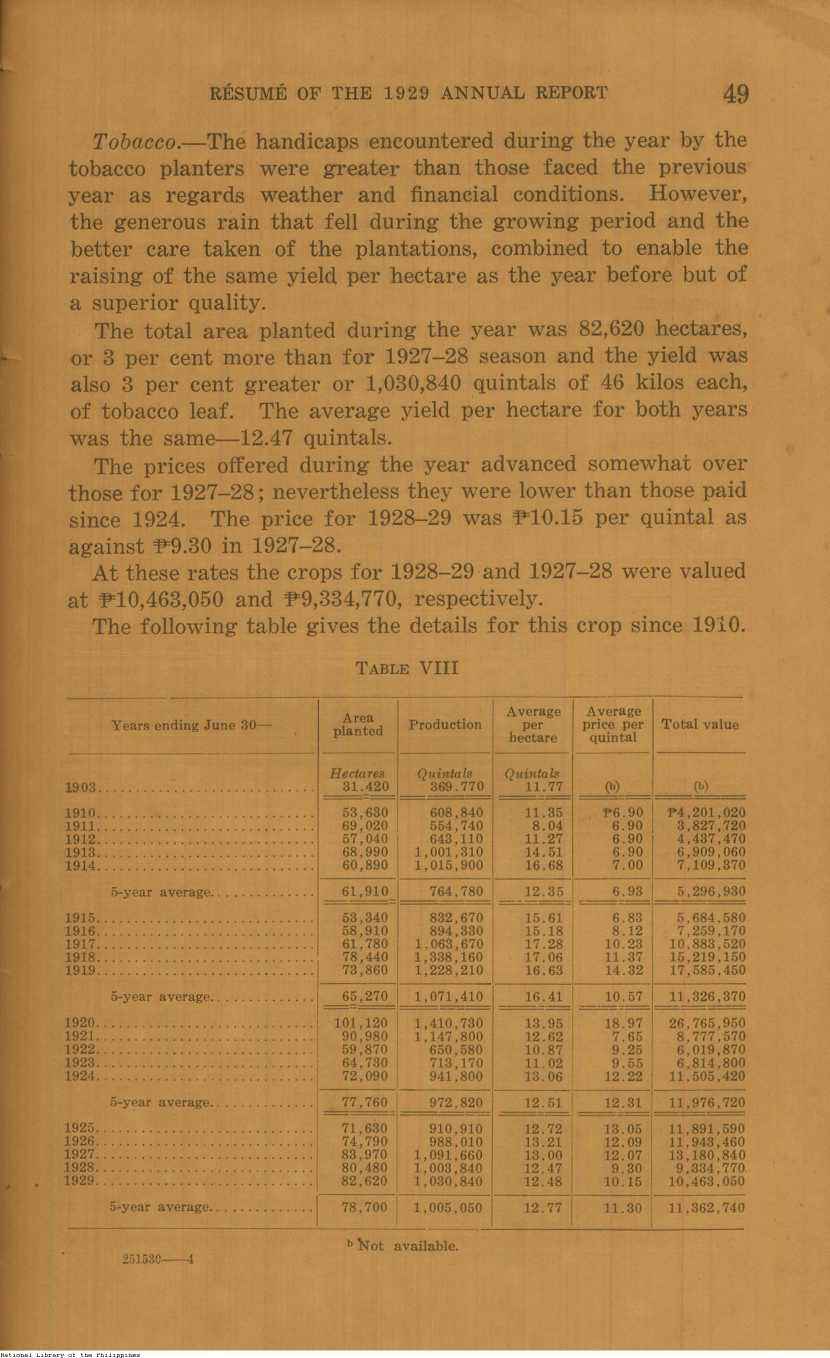 RÉSUMÉ OF THE 1929 ANNUAL REPORT 49
Tobacco.—The handicaps encountered during the year by the
tobacco planters were greater than those faced the previous
year as regards weather and financial conditions. However,
the generous rain that fell during the growing period and the
better care taken of the plantations, combined to enable the
raising of the same yield per hectare as the year before but of
a superior quality.
The total area planted during the year was 82,620 hectares,
or 3 per cent more than for 1927–28 season and the yield was
also 3 per cent greater or 1,030,840 quintals of 46 kilos each,
of tobacco leaf. The average yield per hectare for both years
was the same—12.47 quintals.
The prices offered during the year advanced somewhat over
those for 1927–28; nevertheless they were lower than those paid
since 1924. The price for 1928–29 was ₱10.15 per quintal as
against ₱9.30 in 1927–28.
At these rates the crops for 1928–29 and 1927–28 were valued
at ₱10,463,050 and ₱9,334,770, respectively.
The following table gives the details for this crop since 1910.
TABLE VIII
Years ending June 30— Area planted Production Average per hectare Average price per quintal Total value
Hectares Quintals Quintals
1903 31.420 369.770 11.77 (b) (b)
1910 53,630 608,840 11.35 ₱6.90 ₱4,201,020
1911 69,020 554,740 8.04 6.90 3,827,720
1912 57,040 643,110 11.27 6.90 4,437,470
1913 68,990 1,001,310 14.51 6.90 6,909,060
1914 60,890 1,015,900 16.68 7.00 7,109,370
5-year average 61,910 764,780 12.35 6.93 5,296,930
1915 53,340 832,670 15.61 6.83 5,684,580
1916 58,910 894,330 15.18 8.12 7,259,170
1917 61,780 1,063,670 17.28 10.23 10,883,520
1918 78,440 1,338,160 17.06 11.37 15,219,150
1919 73,860 1,228,210 16.63 14.32 17,585,450
5-year average 65,270 1,071,410 16.41 10.57 11,326,370
1920 101,120 1,410,730 13.95 18.97 26,765,950
1921 90,980 1,147,800 12.62 7.65 8,777,570
1922 59,870 650,580 10.87 9.25 6,019,870
1923 64,730 713,170 11.02 9.55 6,814,800
1924 72,090 941,800 13.06 12.22 11,505,420
5-year average 77,760 972,820 12.51 12.31 11,976,720
1925 71,630 910,910 12.72 13.05 11,891,590
1926 74,790 988,010 13.21 12.09 11,943,460
1927 83,970 1,091,660 13.00 12.07 13,180,840
1928 80,480 1,003,840 12.47 9.30 9,334,770
1929 82,620 1,030,840 12.48 10.15 10,463,050
5-year average 78,700 1,005,050 12.77 11.30 11,362,740
b Not available.
251530——4
National Library of the Philippines